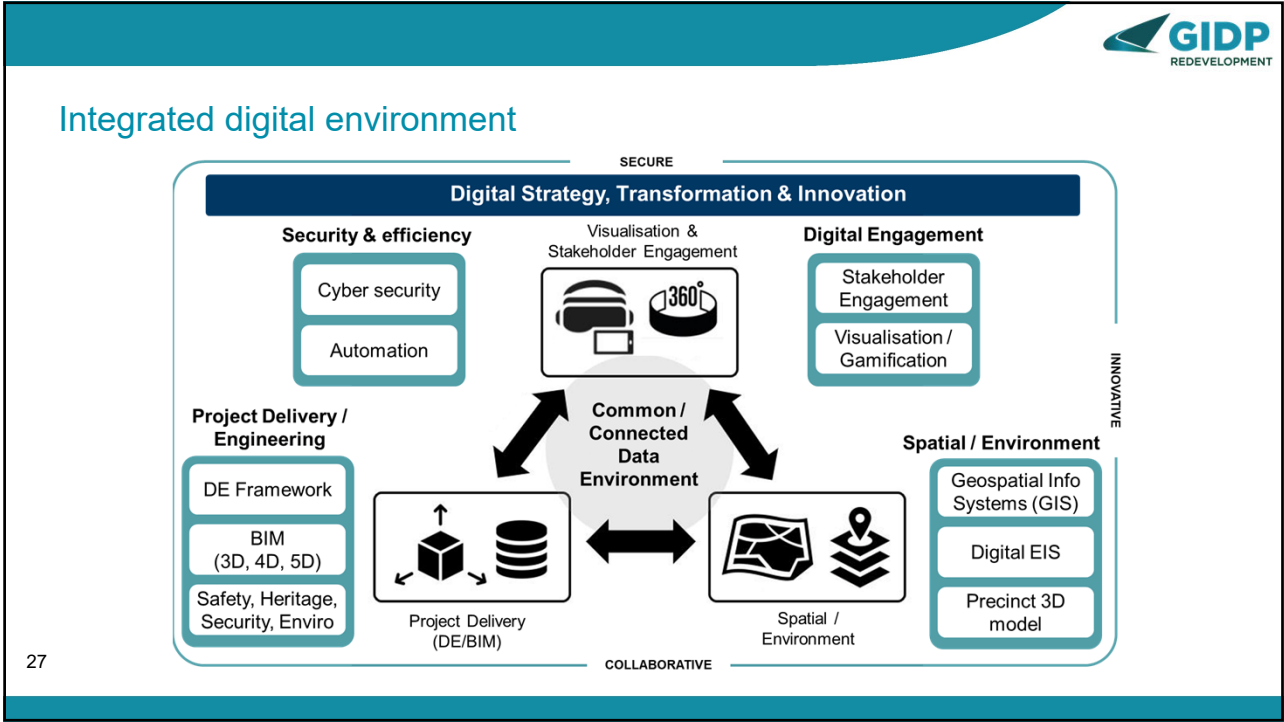 GIDP
REDEVELOPMENT
Integrated digital environment
SECURE
Digital Strategy, Transformation & Innovation
Security & efficiency
Cyber security
Automation
Visualisation &
Stakeholder Engagement
360°
Digital Engagement
Stakeholder
Engagement
Visualisation /
Gamification
INNOVATIVE
Common /
Connected
Data
Environment
Project Delivery /
Engineering
DE Framework
BIM
(3D, 4D, 5D)
Safety, Heritage,
Security, Enviro
Project Delivery
(DE/BIM)
Spatial /
Environment
Spatial / Environment
Geospatial Info
Systems (GIS)
Digital EIS
Precinct 3D
model
COLLABORATIVE
27